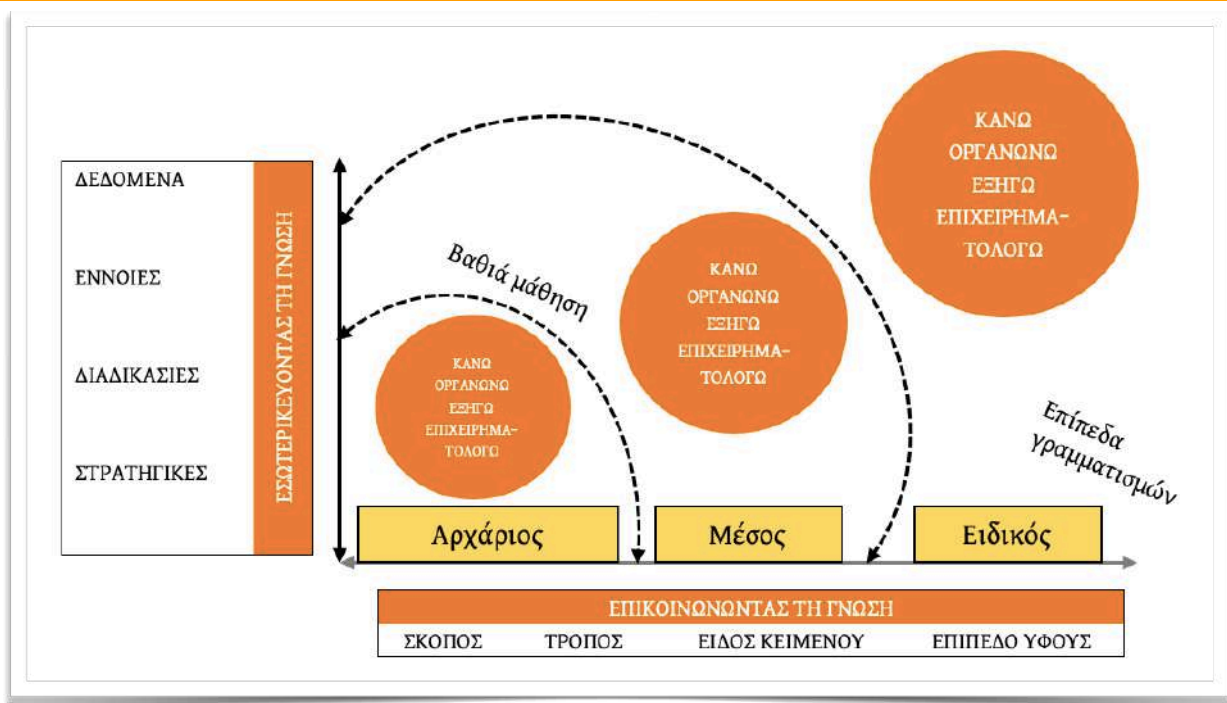 ΔΕΔΟΜΕΝΑ
ΕΝΝΟΙΕΣ
ΔΙΑΔΙΚΑΣΙΕΣ
ΣΤΡΑΤΗΓΙΚΕΣ
ΕΣΩΤΕΡΙΚΕΥΟΝΤΑΣ ΤΗ ΓΝΩΣΗ
Βαθιά μάθηση
ΚΑΝΩ
ΟΡΓΑΝΩΝΩ
ΕΞΗΓΩ
ΕΠΙΧΕΙΡΗΜΑ-
ΤΟΛΟΓΩ
ΚΑΝΩ
ΟΡΓΑΝΩΝΩ
ΕΞΗΓΩ
ΕΠΙΧΕΙΡΗΜΑ-
ΤΟΛΟΓΩ
ΚΑΝΩ
ΟΡΓΑΝΩΝΩ
ΕΞΗΓΩ
ΕΠΙΧΕΙΡΗΜΑ-
ΤΟΛΟΓΩ
Επίπεδα
γραμματισμών
Αρχάριος
Μέσος
Ειδικός
ΕΠΙΚΟΙΝΩΝΩΝΤΑΣ ΤΗ ΓΝΩΣΗ
ΣΚΟΠΟΣ ΤΡΟΠΟΣ ΕΙΔΟΣ ΚΕΙΜΕΝΟΥ ΕΠΙΠΕΔΟ ΥΦΟΥΣ